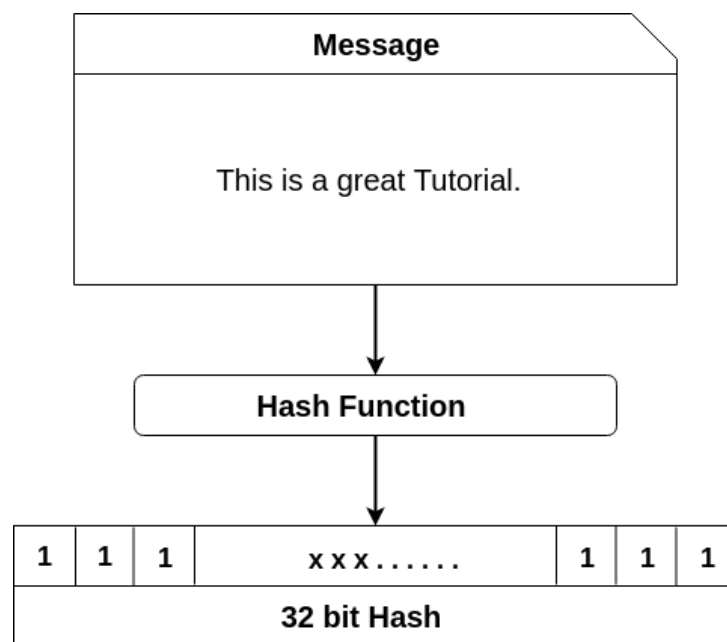 Message
This is a great Tutorial.
Hash Function
1 1 1 x x x . . . . . . 1 1 1
32 bit Hash